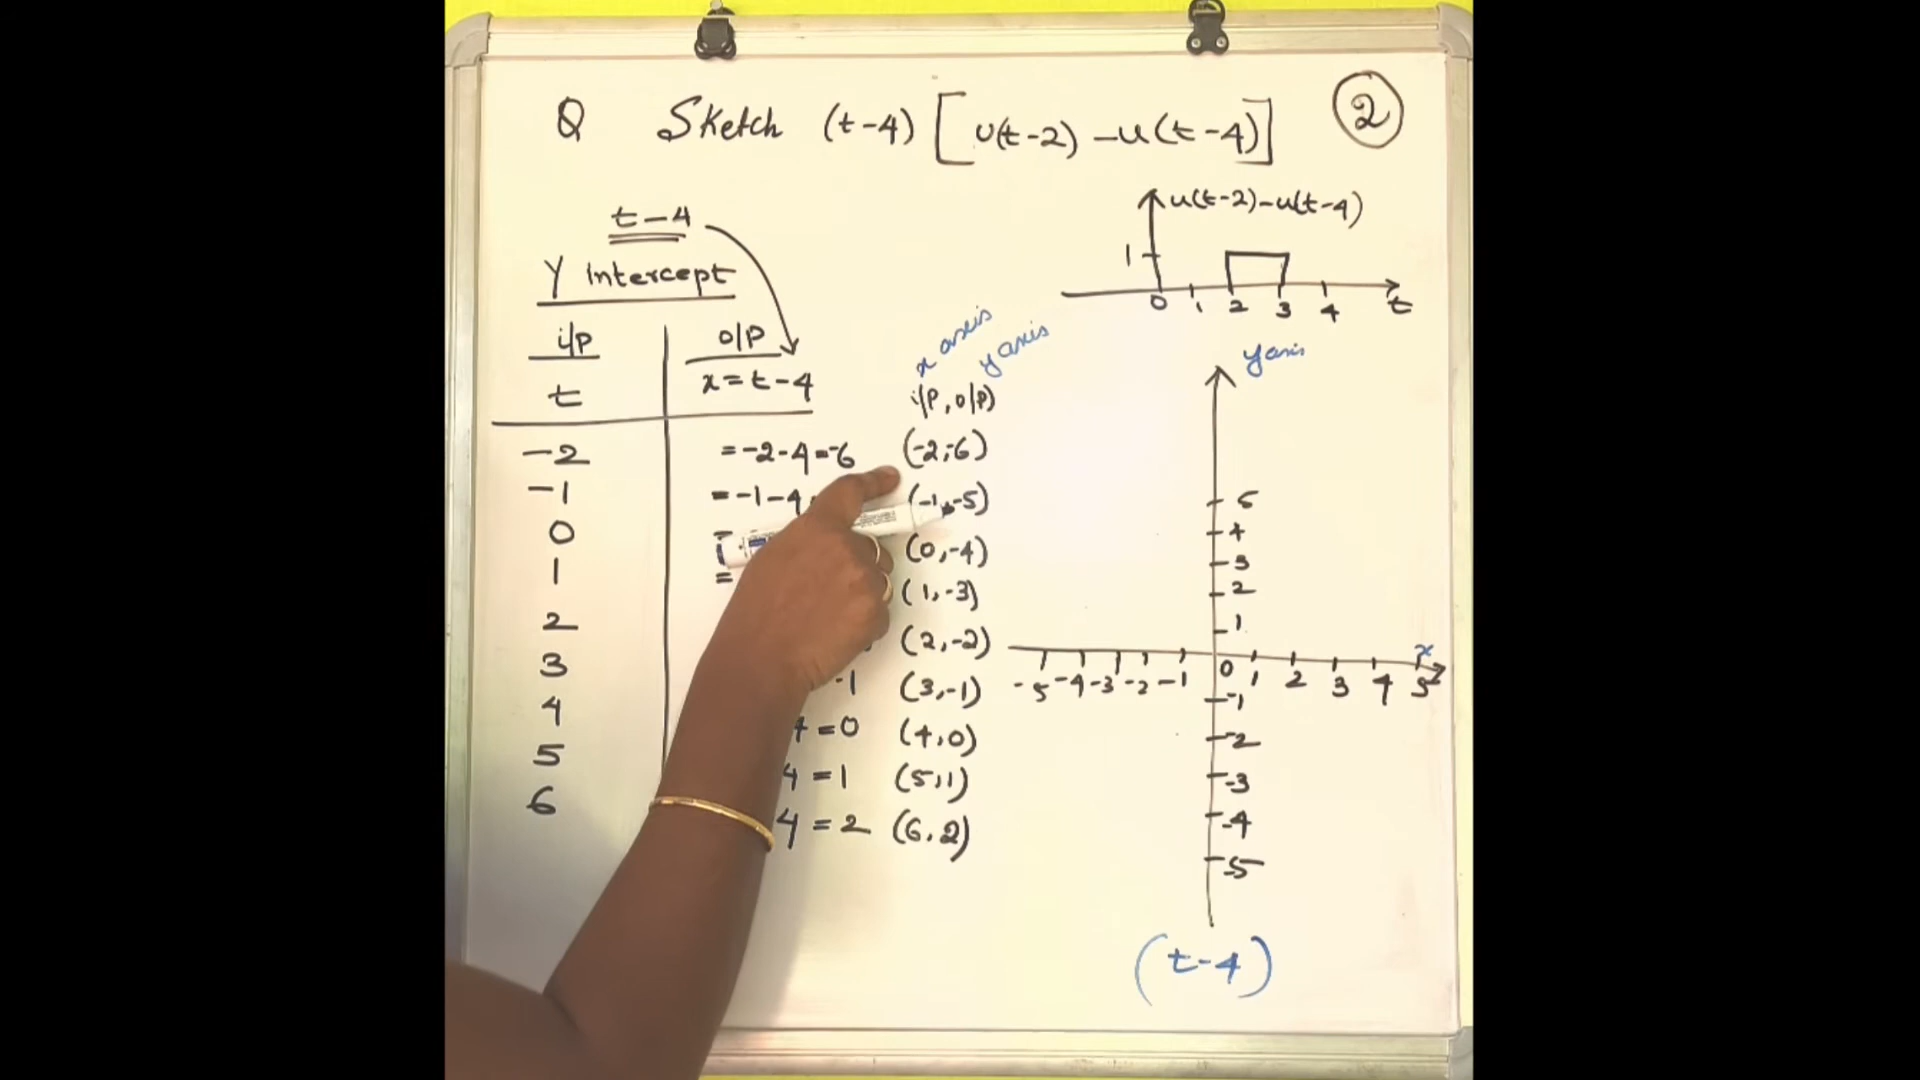 Q Sketch (t-4) [u(t-2) -u(t-4)] 2
t-4
Y intercept
i/P o/P
t x=t-4
-2 =-2-4=-6
-1 =-1-4
0 =
1 =
2
3 -1
4 4=0
5 4=1
6 4=2
x axis y axis
i/P, o/P)
(-2,-6)
(-1,-5)
(0,-4)
(1,-3)
(2,-2)
(3,-1)
(4,0)
(5,1)
(6,2)
u(t-2)-u(t-4)
1
0 1 2 3 4 t
y axis
5
4
3
2
1
x
-5 -4 -3 -2 -1 0 1 2 3 4 5
-1
-2
-3
-4
-5
(t-4)